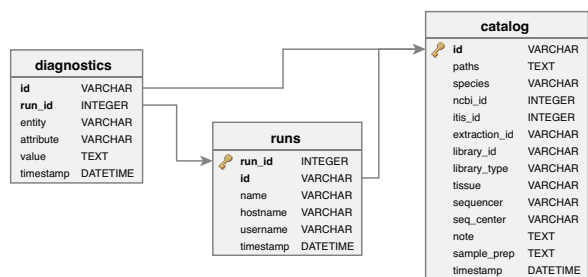 diagnostics
id VARCHAR
run_id INTEGER
entity VARCHAR
attribute VARCHAR
value TEXT
timestamp DATETIME
runs
run_id INTEGER
id VARCHAR
name VARCHAR
hostname VARCHAR
username VARCHAR
timestamp DATETIME
catalog
id VARCHAR
paths TEXT
species VARCHAR
ncbi_id INTEGER
itis_id INTEGER
extraction_id VARCHAR
library_id VARCHAR
library_type VARCHAR
tissue VARCHAR
sequencer VARCHAR
seq_center VARCHAR
note TEXT
sample_prep TEXT
timestamp DATETIME